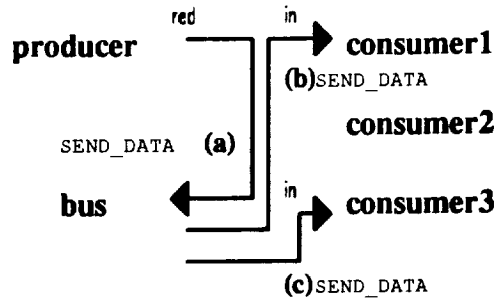 red in
producer consumer1
(b)SEND_DATA
consumer2
SEND_DATA (a)
in
bus consumer3
(c)SEND_DATA